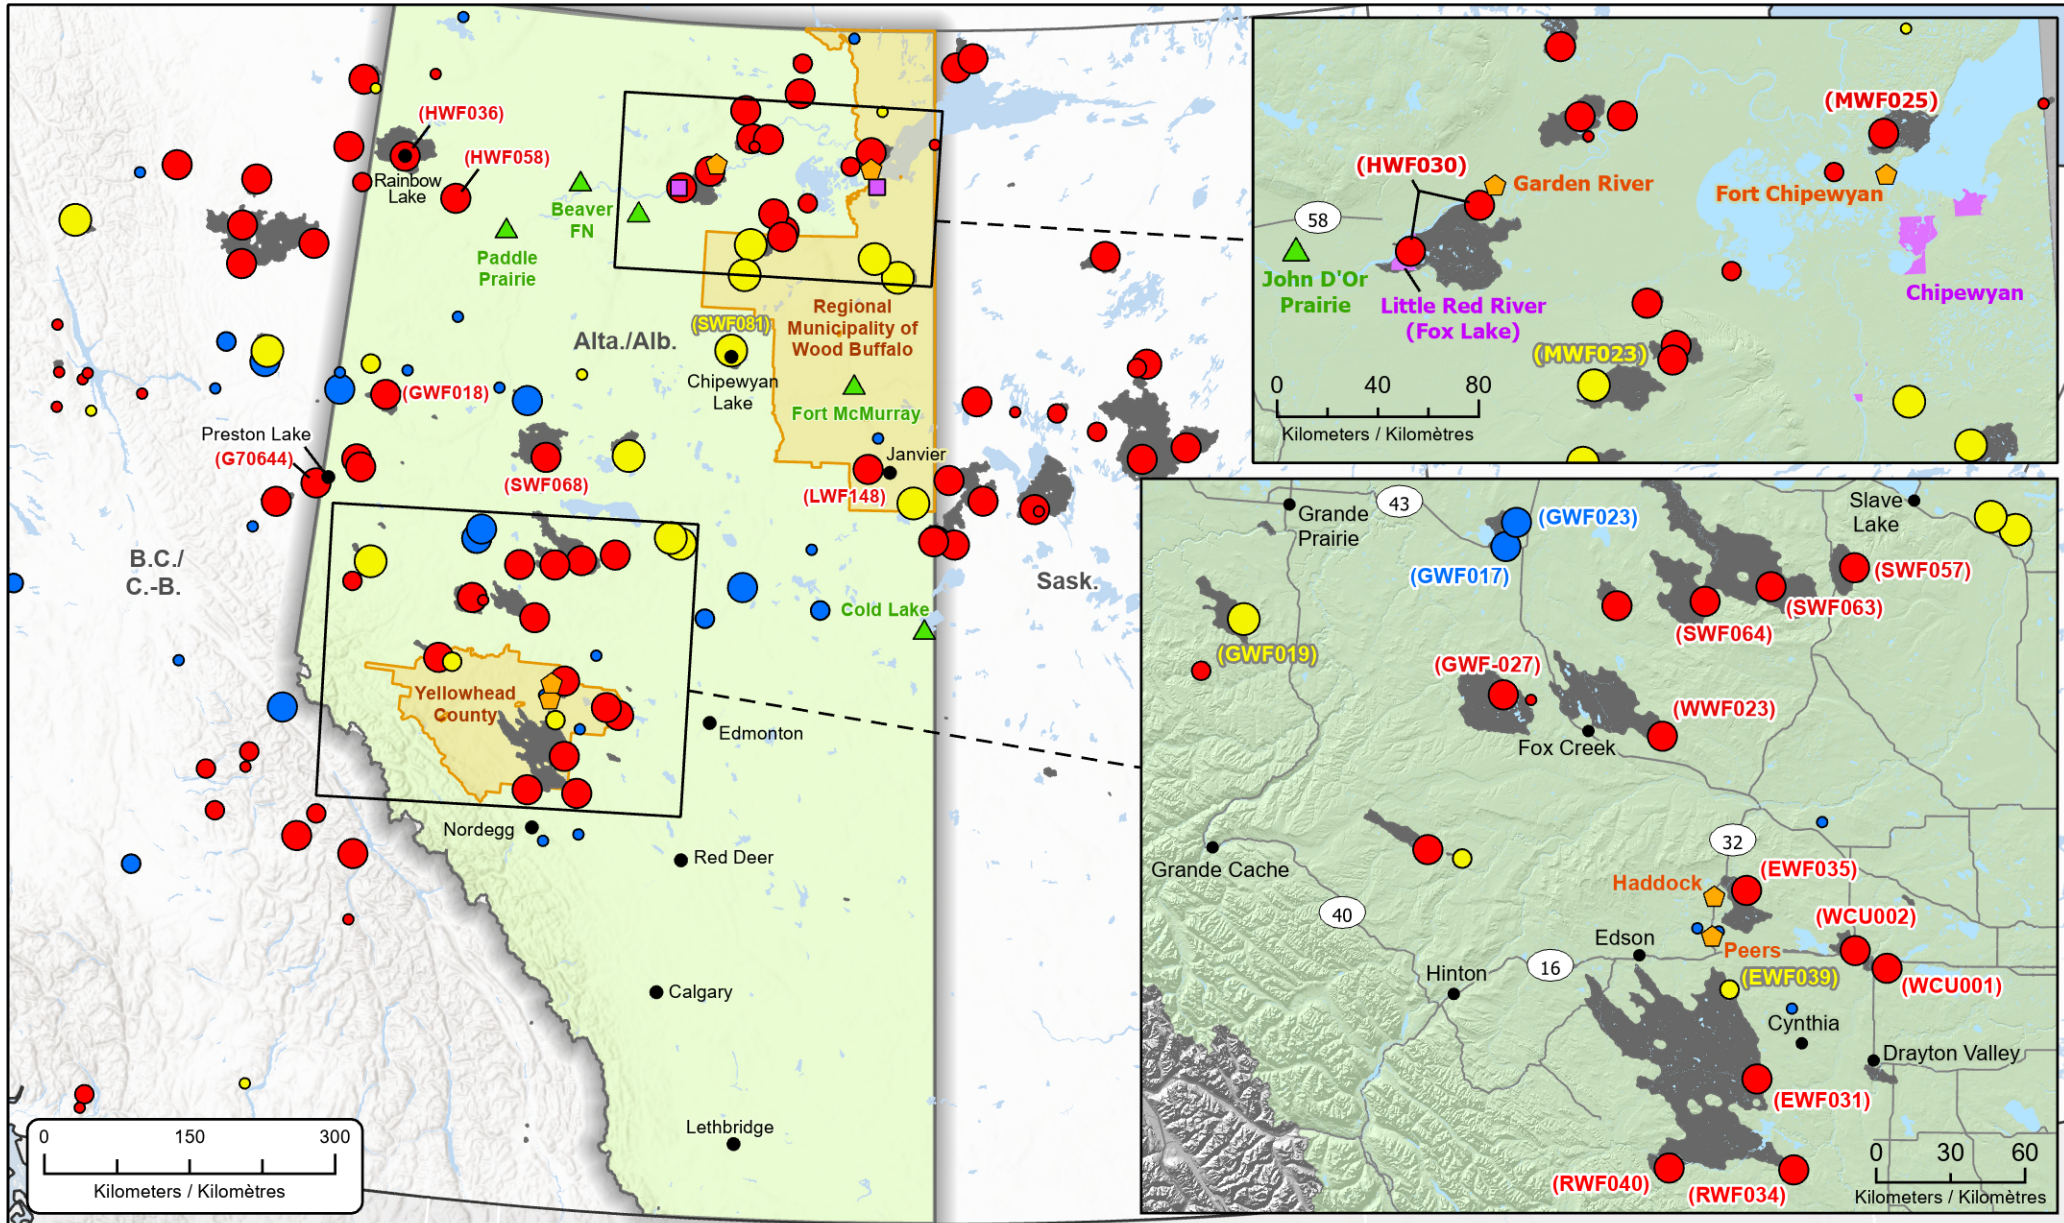 (HWF036)
(HWF058)
Rainbow
Lake
Beaver
FN
Paddle
Prairie
Alta./Alb.
(SWF081)
Chipewyan
Lake
Regional
Municipality of
Wood Buffalo
Fort McMurray
(GWF018)
Preston Lake
(G70644)
(SWF068)
Janvier
(LWF148)
B.C./
C.-B.
Sask.
Cold Lake
Yellowhead
County
Edmonton
Nordegg
Red Deer
Calgary
Lethbridge
0 150 300
Kilometers / Kilomètres
(MWF025)
(HWF030)
Garden River
Fort Chipewyan
58
John D'Or
Prairie
Little Red River
(Fox Lake)
Chipewyan
(MWF023)
0 40 80
Kilometers / Kilomètres
Grande
Prairie
43
(GWF023)
(GWF017)
Slave
Lake
(SWF057)
(SWF063)
(SWF064)
(GWF019)
(GWF-027)
(WWF023)
Fox Creek
Grande Cache
32
(EWF035)
Haddock
40
(WCU002)
Edson
Peers
16
Hinton
(EWF039)
(WCU001)
Cynthia
Drayton Valley
(EWF031)
(RWF040)
(RWF034)
0 30 60
Kilometers / Kilomètres